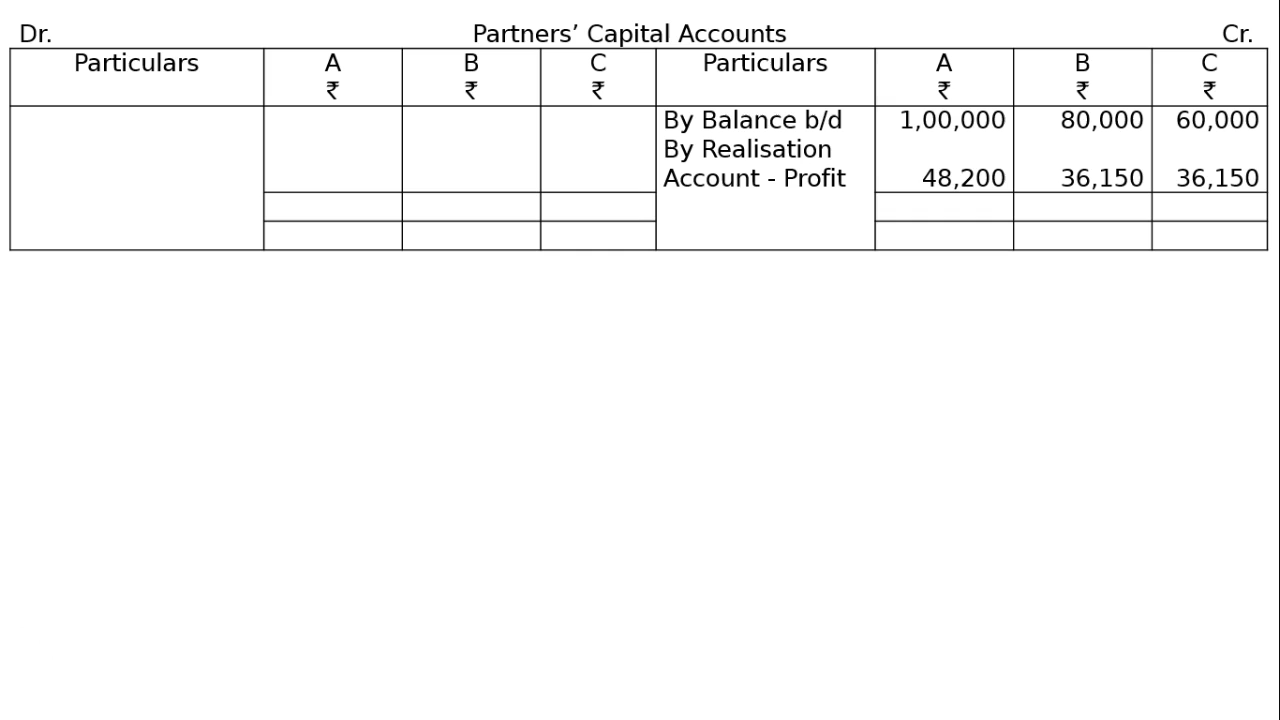 Dr. Partners’ Capital Accounts Cr.
Particulars A B C Particulars A B C
₹ ₹ ₹ ₹ ₹ ₹
By Balance b/d 1,00,000 80,000 60,000
By Realisation
Account - Profit 48,200 36,150 36,150